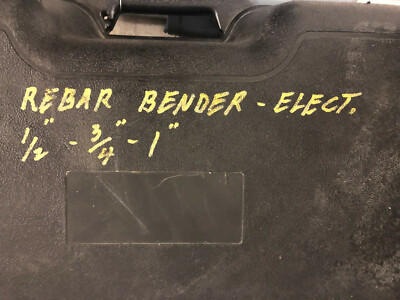 REBAR BENDER - ELECT.
1/2" - 3/4" - 1"